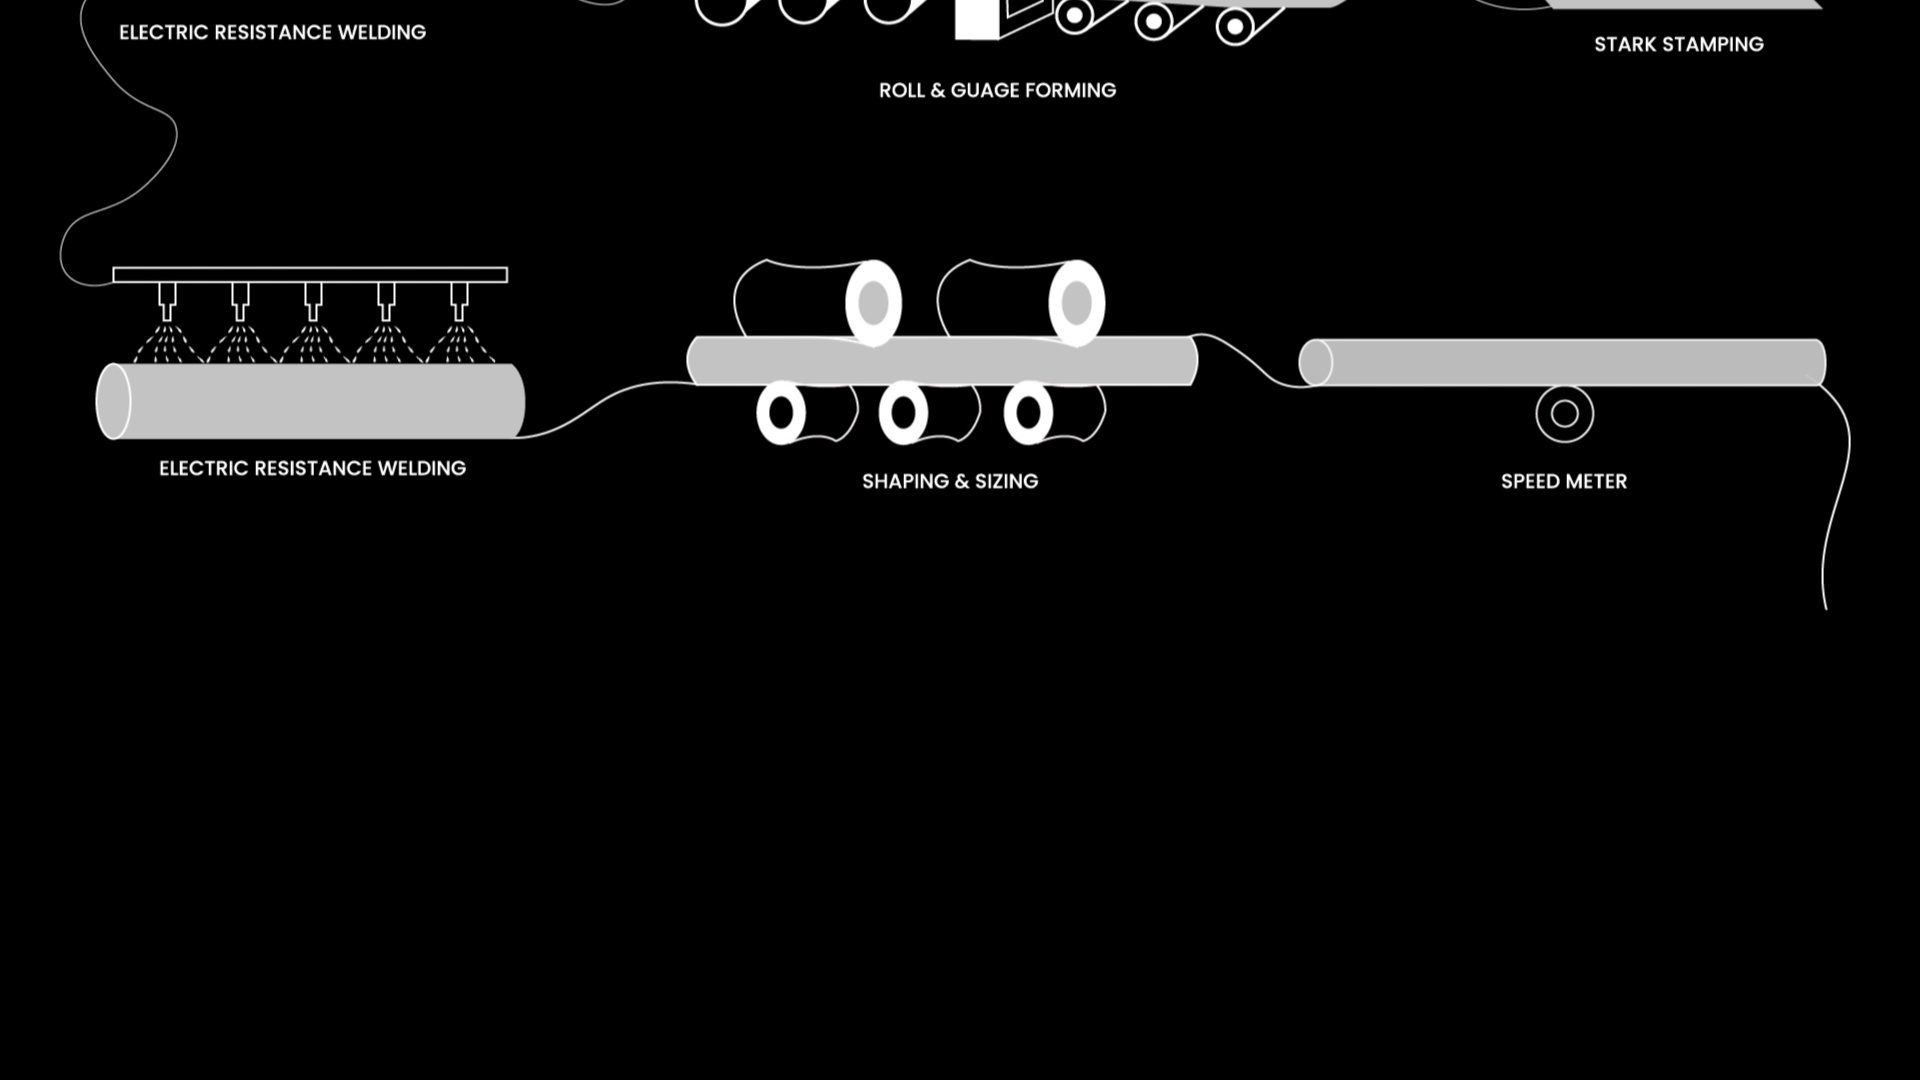 ELECTRIC RESISTANCE WELDING
STARK STAMPING
ROLL & GUAGE FORMING
ELECTRIC RESISTANCE WELDING
SHAPING & SIZING
SPEED METER